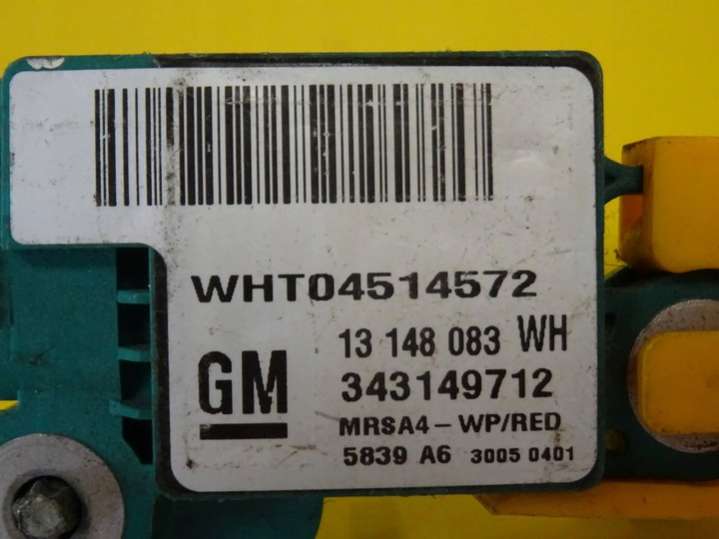 WHT04514572
GM
13 148 083 WH
343149712
MRSA4-WP/RED
5839 A6 3005 0401